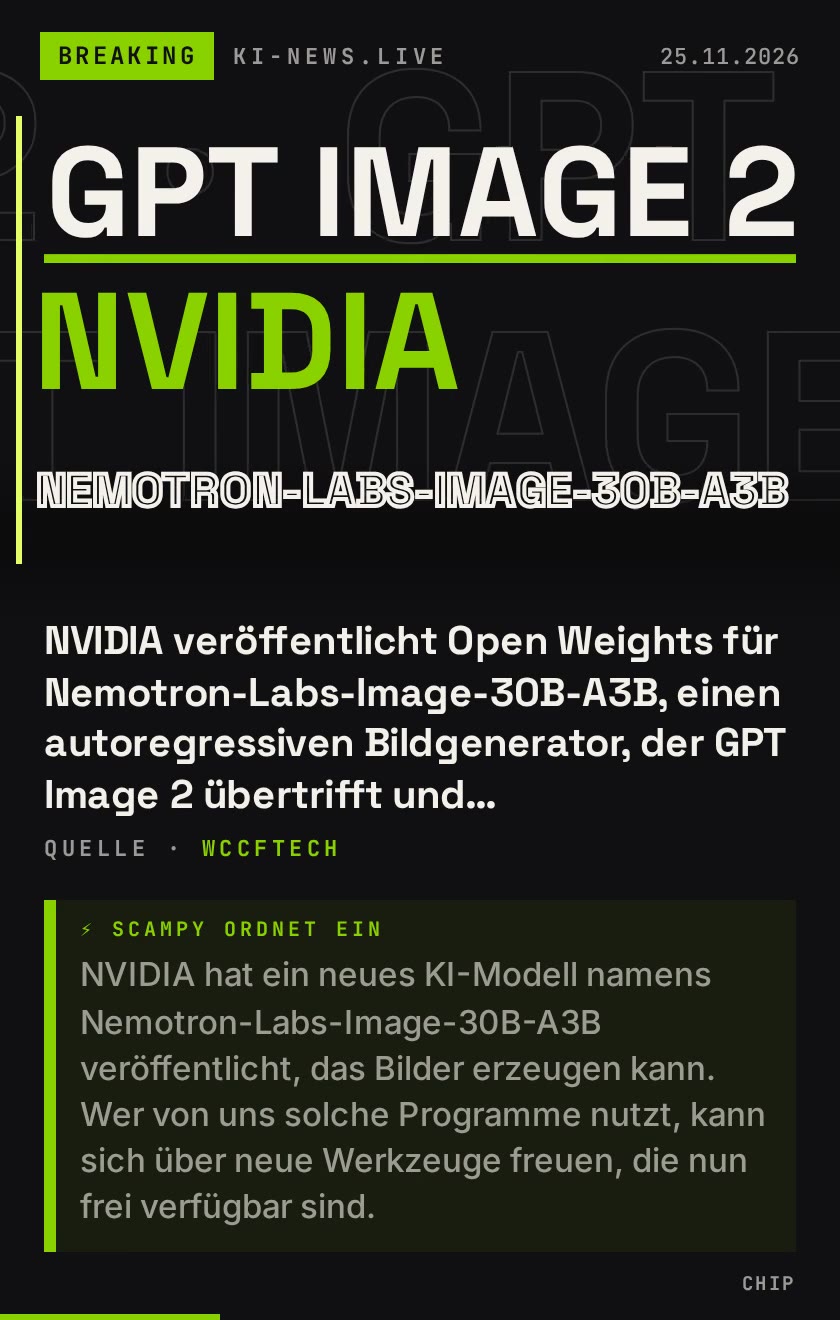 BREAKING KI-NEWS.LIVE 25.11.2026
GPT IMAGE 2
NVIDIA
NEMOTRON-LABS-IMAGE-30B-A3B
NVIDIA veröffentlicht Open Weights für
Nemotron-Labs-Image-30B-A3B, einen
autoregressiven Bildgenerator, der GPT
Image 2 übertrifft und...
QUELLE · WCCFTECH
⚡ SCAMPY ORDNET EIN
NVIDIA hat ein neues KI-Modell namens
Nemotron-Labs-Image-30B-A3B
veröffentlicht, das Bilder erzeugen kann.
Wer von uns solche Programme nutzt, kann
sich über neue Werkzeuge freuen, die nun
frei verfügbar sind.
CHIP